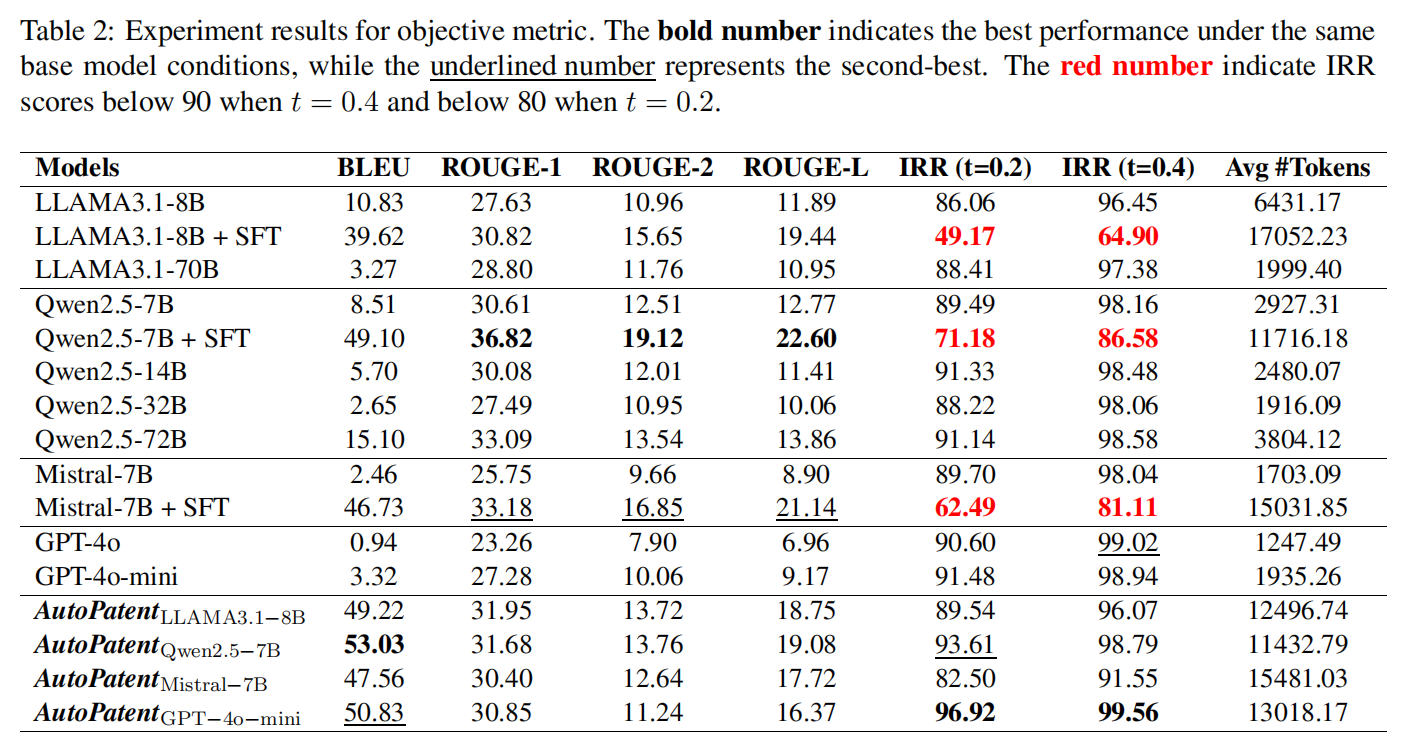 Table 2: Experiment results for objective metric. The bold number indicates the best performance under the same
base model conditions, while the underlined number represents the second-best. The red number indicate IRR
scores below 90 when t = 0.4 and below 80 when t = 0.2.
Models BLEU ROUGE-1 ROUGE-2 ROUGE-L IRR (t=0.2) IRR (t=0.4) Avg #Tokens
LLAMA3.1-8B 10.83 27.63 10.96 11.89 86.06 96.45 6431.17
LLAMA3.1-8B + SFT 39.62 30.82 15.65 19.44 49.17 64.90 17052.23
LLAMA3.1-70B 3.27 28.80 11.76 10.95 88.41 97.38 1999.40
Qwen2.5-7B 8.51 30.61 12.51 12.77 89.49 98.16 2927.31
Qwen2.5-7B + SFT 49.10 36.82 19.12 22.60 71.18 86.58 11716.18
Qwen2.5-14B 5.70 30.08 12.01 11.41 91.33 98.48 2480.07
Qwen2.5-32B 2.65 27.49 10.95 10.06 88.22 98.06 1916.09
Qwen2.5-72B 15.10 33.09 13.54 13.86 91.14 98.58 3804.12
Mistral-7B 2.46 25.75 9.66 8.90 89.70 98.04 1703.09
Mistral-7B + SFT 46.73 33.18 16.85 21.14 62.49 81.11 15031.85
GPT-4o 0.94 23.26 7.90 6.96 90.60 99.02 1247.49
GPT-4o-mini 3.32 27.28 10.06 9.17 91.48 98.94 1935.26
AutoPatent LLAMA3.1−8B 49.22 31.95 13.72 18.75 89.54 96.07 12496.74
AutoPatent Qwen2.5−7B 53.03 31.68 13.76 19.08 93.61 98.79 11432.79
AutoPatent Mistral−7B 47.56 30.40 12.64 17.72 82.50 91.55 15481.03
AutoPatent GPT−4o−mini 50.83 30.85 11.24 16.37 96.92 99.56 13018.17